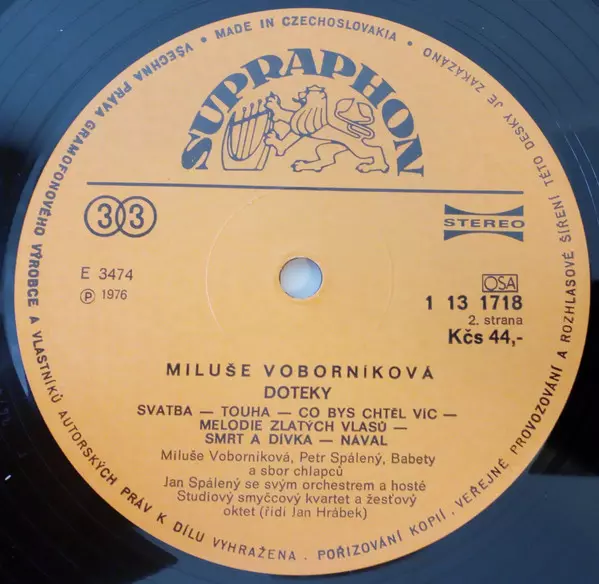 VŠECHNA PRÁVA GRAMOFONOVÉHO VÝROBCE A VLASTNÍKŮ AUTORSKÝCH PRÁV K DÍLU VYHRAŽENA. POŘIZOVÁNÍ KOPIÍ. VEŘEJNÉ PROVOZOVÁNÍ A ROZHLASOVÉ ŠÍŘENÍ TÉTO DESKY JE ZAKÁZÁNO • MADE IN CZECHOSLOVAKIA •
SUPRAPHON
33
STEREO
E 3474
℗ 1976
OSA
1 13 1718
2. strana
Kčs 44,-
MILUŠE VOBORNÍKOVÁ
DOTEKY
SVATBA — TOUHA — CO BYS CHTĚL VÍC —
MELODIE ZLATÝCH VLASŮ —
SMRT A DÍVKA — NÁVAL
Miluše Voborníková, Petr Spálený, Babety
a sbor chlapců
Jan Spálený se svým orchestrem a hosté
Studiový smyčcový kvartet a žesťový
oktet (řídí Jan Hrábek)